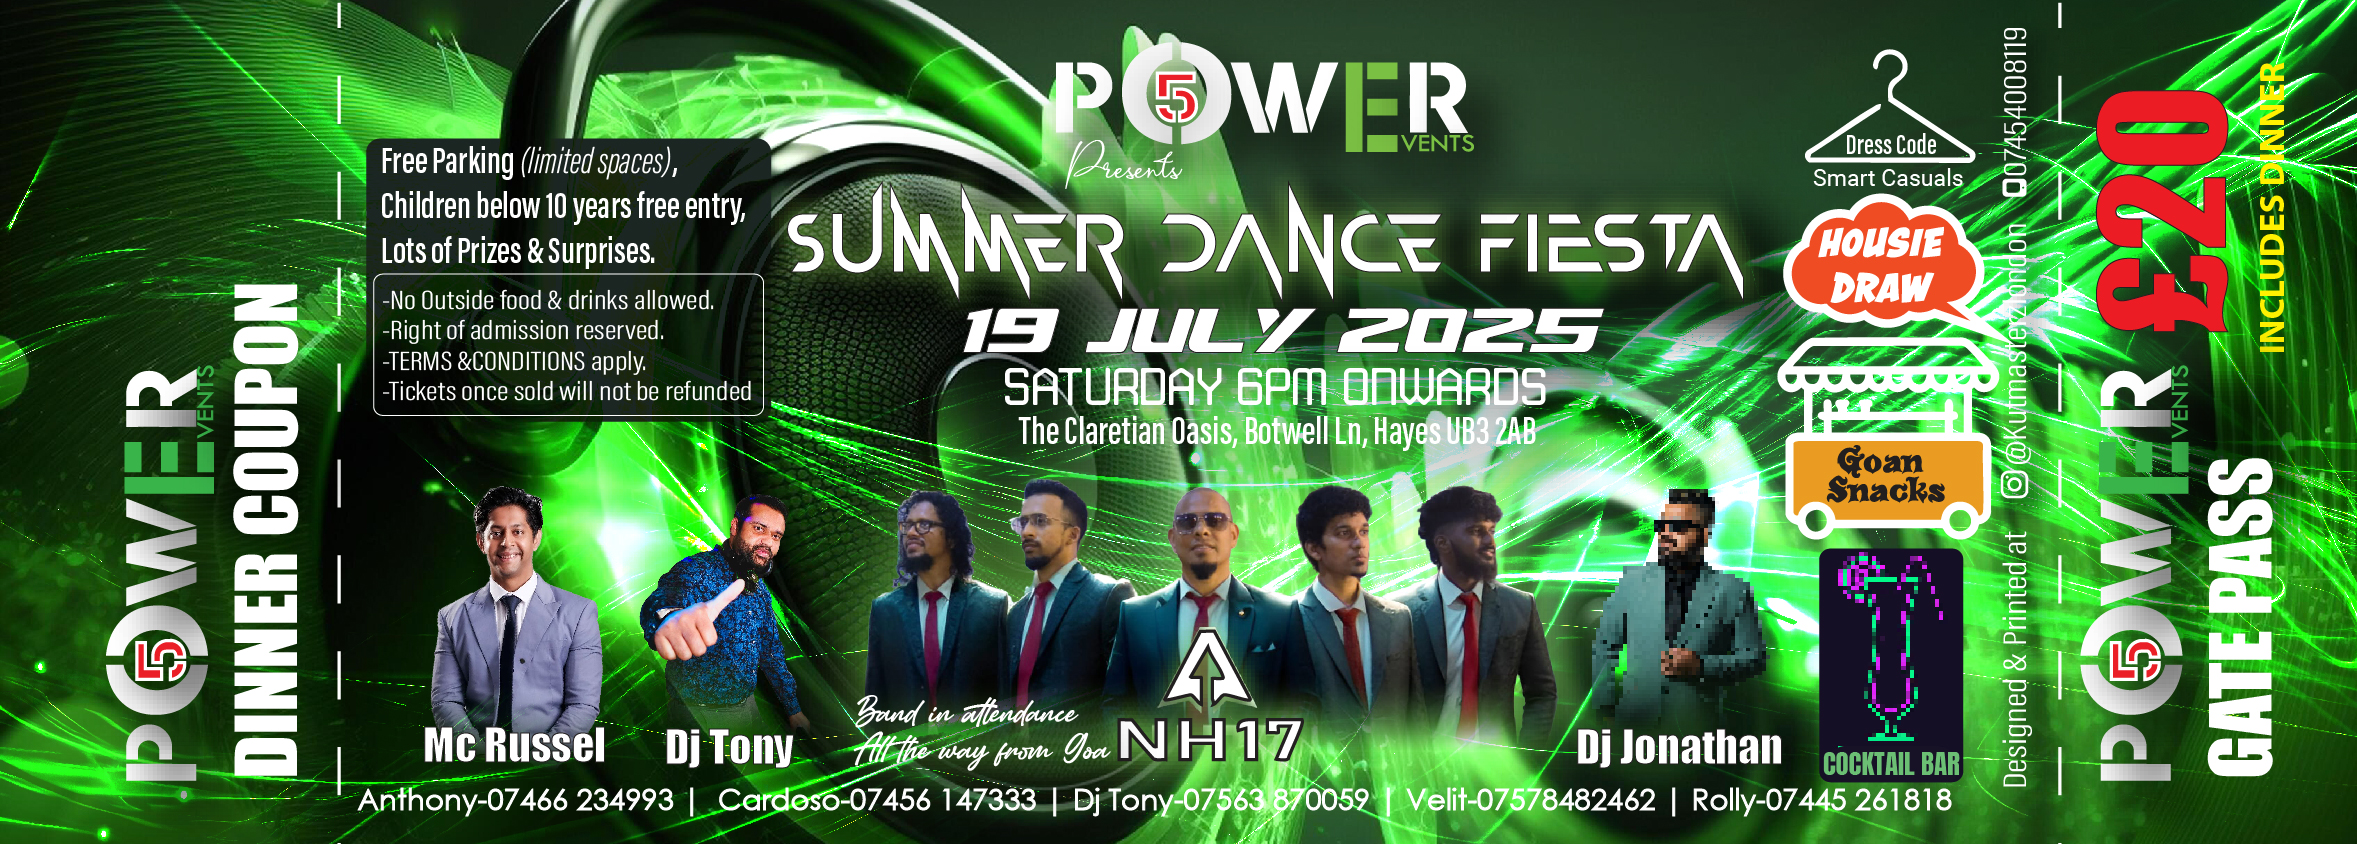 POWER
5
EVENTS
DINNER COUPON
Free Parking (limited spaces),
Children below 10 years free entry,
Lots of Prizes & Surprises.
-No Outside food & drinks allowed.
-Right of admission reserved.
-TERMS &CONDITIONS apply.
-Tickets once sold will not be refunded
POWER
5
EVENTS
Presents
SUMMER DANCE FIESTA
19 JULY 2025
SATURDAY 6PM ONWARDS
The Claretian Oasis, Botwell Ln, Hayes UB3 2AB
Mc Russel
Dj Tony
Band in attendance
All the way from Goa
NH17
Dj Jonathan
Dress Code
Smart Casuals
HOUSIE
DRAW
Goan
Snacks
COCKTAIL BAR
Anthony-07466 234993 | Cardoso-07456 147333 | Dj Tony-07563 870059 | Velit-07578482462 | Rolly-07445 261818
Designed & Printed at @kutmasterzlondon 07454008119
POWER
5
EVENTS
GATE PASS
£20
INCLUDES DINNER